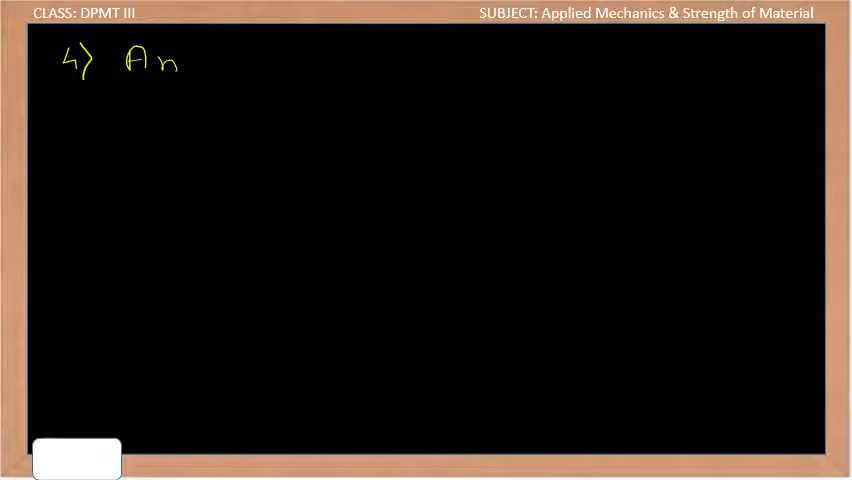 CLASS: DPMT III
SUBJECT: Applied Mechanics & Strength of Material
4) An